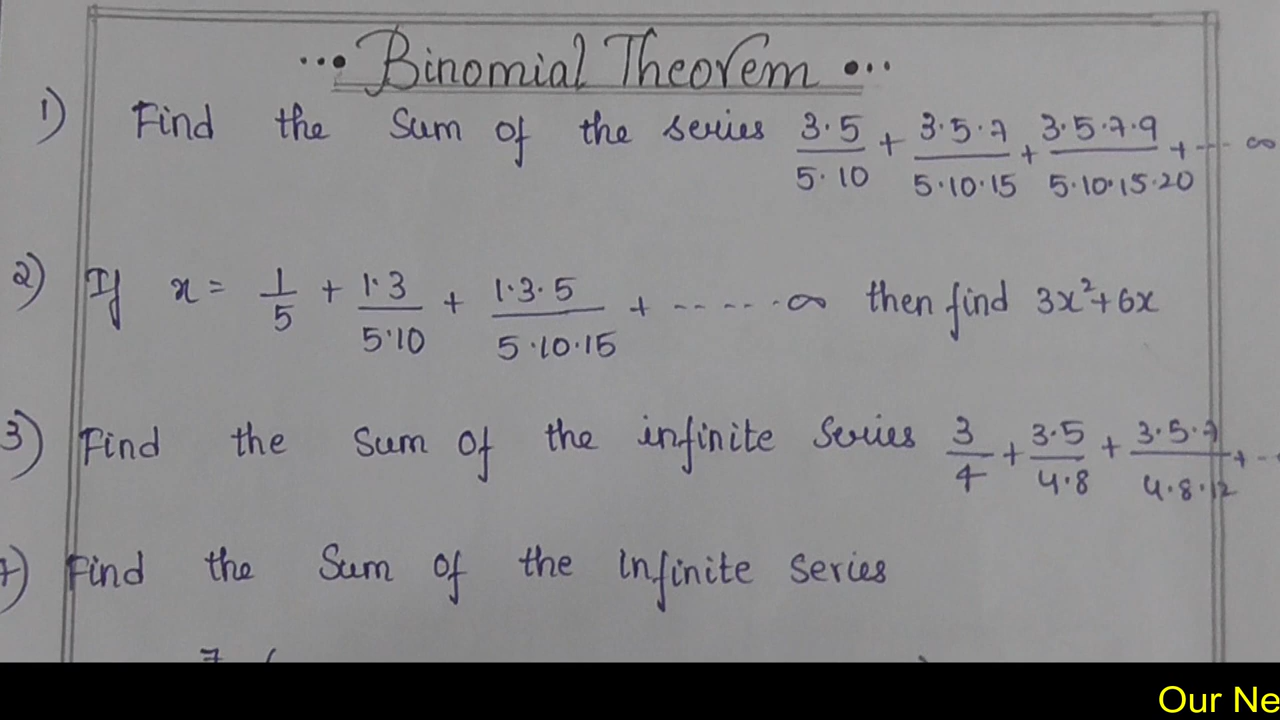 ... Binomial Theorem ...
1) Find the Sum of the series 3·5/5·10 + 3·5·7/5·10·15 + 3·5·7·9/5·10·15·20 + ---- ∞
2) If x = 1/5 + 1·3/5·10 + 1·3·5/5·10·15 + ------∞ then find 3x²+6x
3) Find the Sum of the infinite Series 3/4 + 3·5/4·8 + 3·5·7/4·8·12 + --
Find the Sum of the Infinite series
7 (
Our Ne